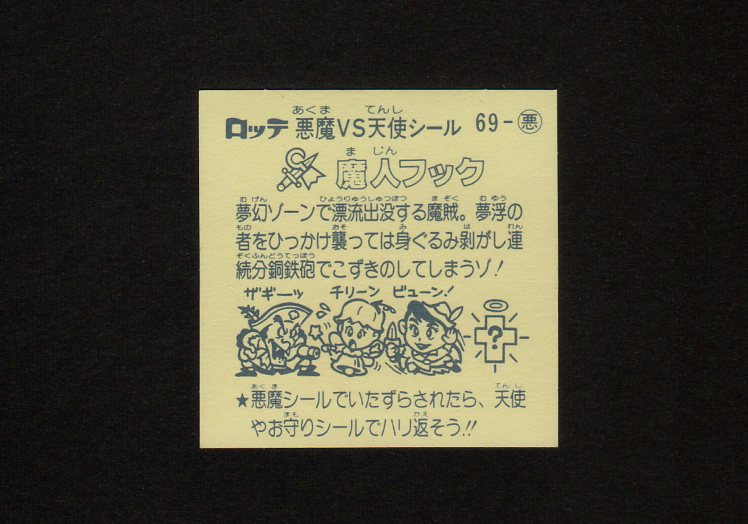 ロッテ 悪魔VS天使シール 69-悪
あくま てんし
魔人フック
ま じん
夢幻ゾーンで漂流出没する魔賊。夢浮の
む げん ひょうりゅうしゅつぼつ ま ぞく む ゆう
者をひっかけ襲っては身ぐるみ剥がし連
もの おそ み は れん
続分銅鉄砲でこずきのしてしまうゾ!
ぞくふんどうてっぽう
ザギーッ チリーン ビューン!
?
★悪魔シールでいたずらされたら、天使
あくま てんし
やお守りシールでハリ返そう!!
まも かえ